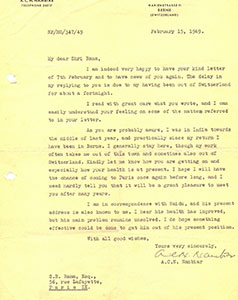 A.C.N. NAMBIAR
TELEPHONE
BERNE
(SWITZERLAND)
February 15, 1949.
My dear Hari Rana,
I am indeed very happy to have your kind letter
of 7th February and to have news of you again. The delay in
my replying to you is due to my having been out of Switzerland
for about a fortnight.
I read with great care what you wrote, and I can
easily understand your feeling on some of the matters referred
to in your letter.
As you are probably aware, I was in India towards
the middle of last year, and practically since my return I
have been in Berne. I generally stay here, though my work
often takes me out of this town and sometimes also out of
Switzerland. Kindly let me know how you are getting on and
especially how your health is at present. I hope I will have
the chance of coming to Paris once again before long, and I
need hardly tell you that it will be a great pleasure to meet
you after many years.
I am in correspondence with Saidi, and his present
address is also known to me. I hear his health has improved,
but his main problem remains unsolved. I do hope something
effective could be done to get him out of his present position.
With all good wishes,
Yours very sincerely,
A.C.N. Nambiar
A.C.N. Nambiar
S.R. Rana, Esq.,
56, rue Lafayette,
Paris IX.